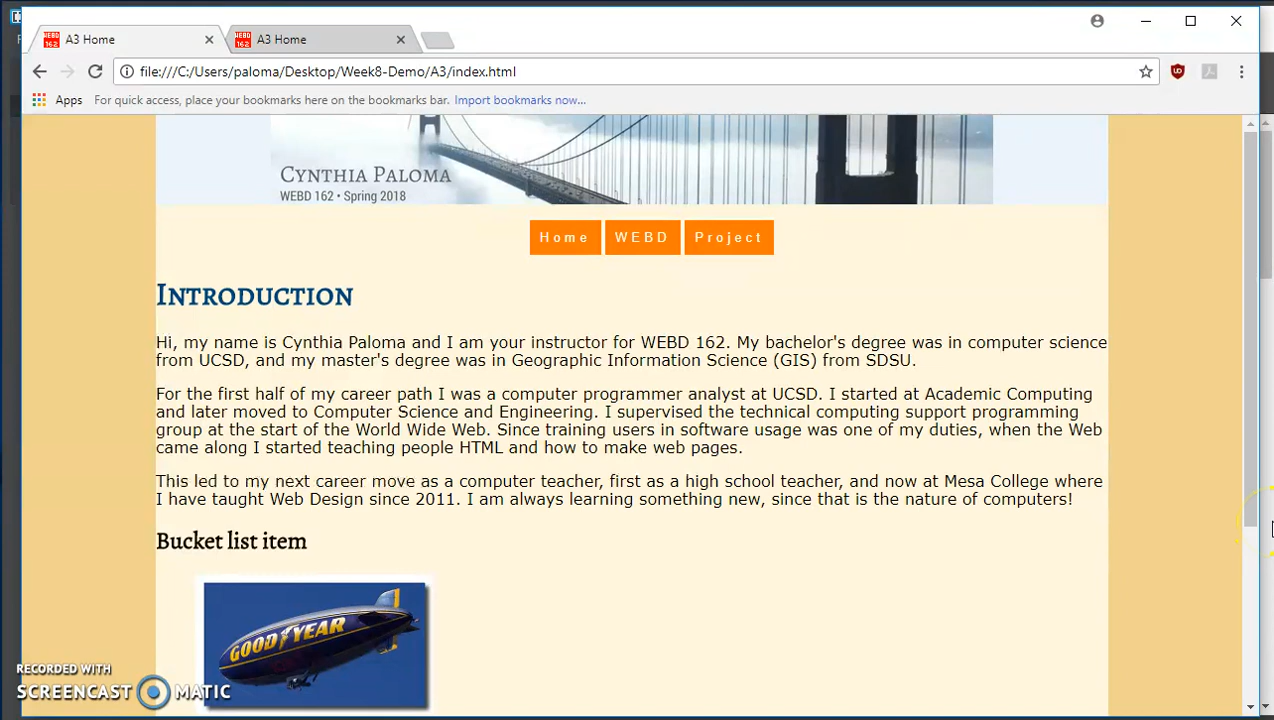 A3 Home
A3 Home
file:///C:/Users/paloma/Desktop/Week8-Demo/A3/index.html
Apps For quick access, place your bookmarks here on the bookmarks bar. Import bookmarks now...
CYNTHIA PALOMA
WEBD 162 • Spring 2018
Home WEBD Project
INTRODUCTION
Hi, my name is Cynthia Paloma and I am your instructor for WEBD 162. My bachelor's degree was in computer science
from UCSD, and my master's degree was in Geographic Information Science (GIS) from SDSU.
For the first half of my career path I was a computer programmer analyst at UCSD. I started at Academic Computing
and later moved to Computer Science and Engineering. I supervised the technical computing support programming
group at the start of the World Wide Web. Since training users in software usage was one of my duties, when the Web
came along I started teaching people HTML and how to make web pages.
This led to my next career move as a computer teacher, first as a high school teacher, and now at Mesa College where
I have taught Web Design since 2011. I am always learning something new, since that is the nature of computers!
Bucket list item
GOODYEAR
RECORDED WITH
SCREENCAST MATIC